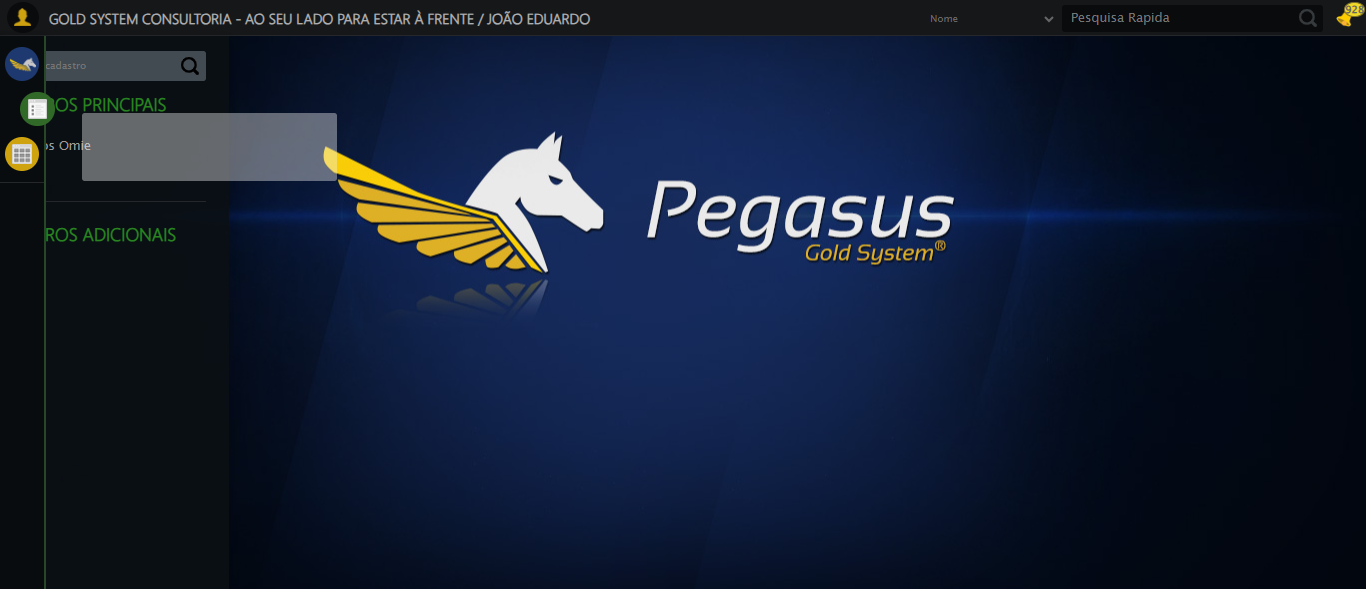 GOLD SYSTEM CONSULTORIA - AO SEU LADO PARA ESTAR À FRENTE / JOÃO EDUARDO
Nome
Pesquisa Rapida
928
cadastro
OS PRINCIPAIS
os Omie
ROS ADICIONAIS
Pegasus
Gold System®